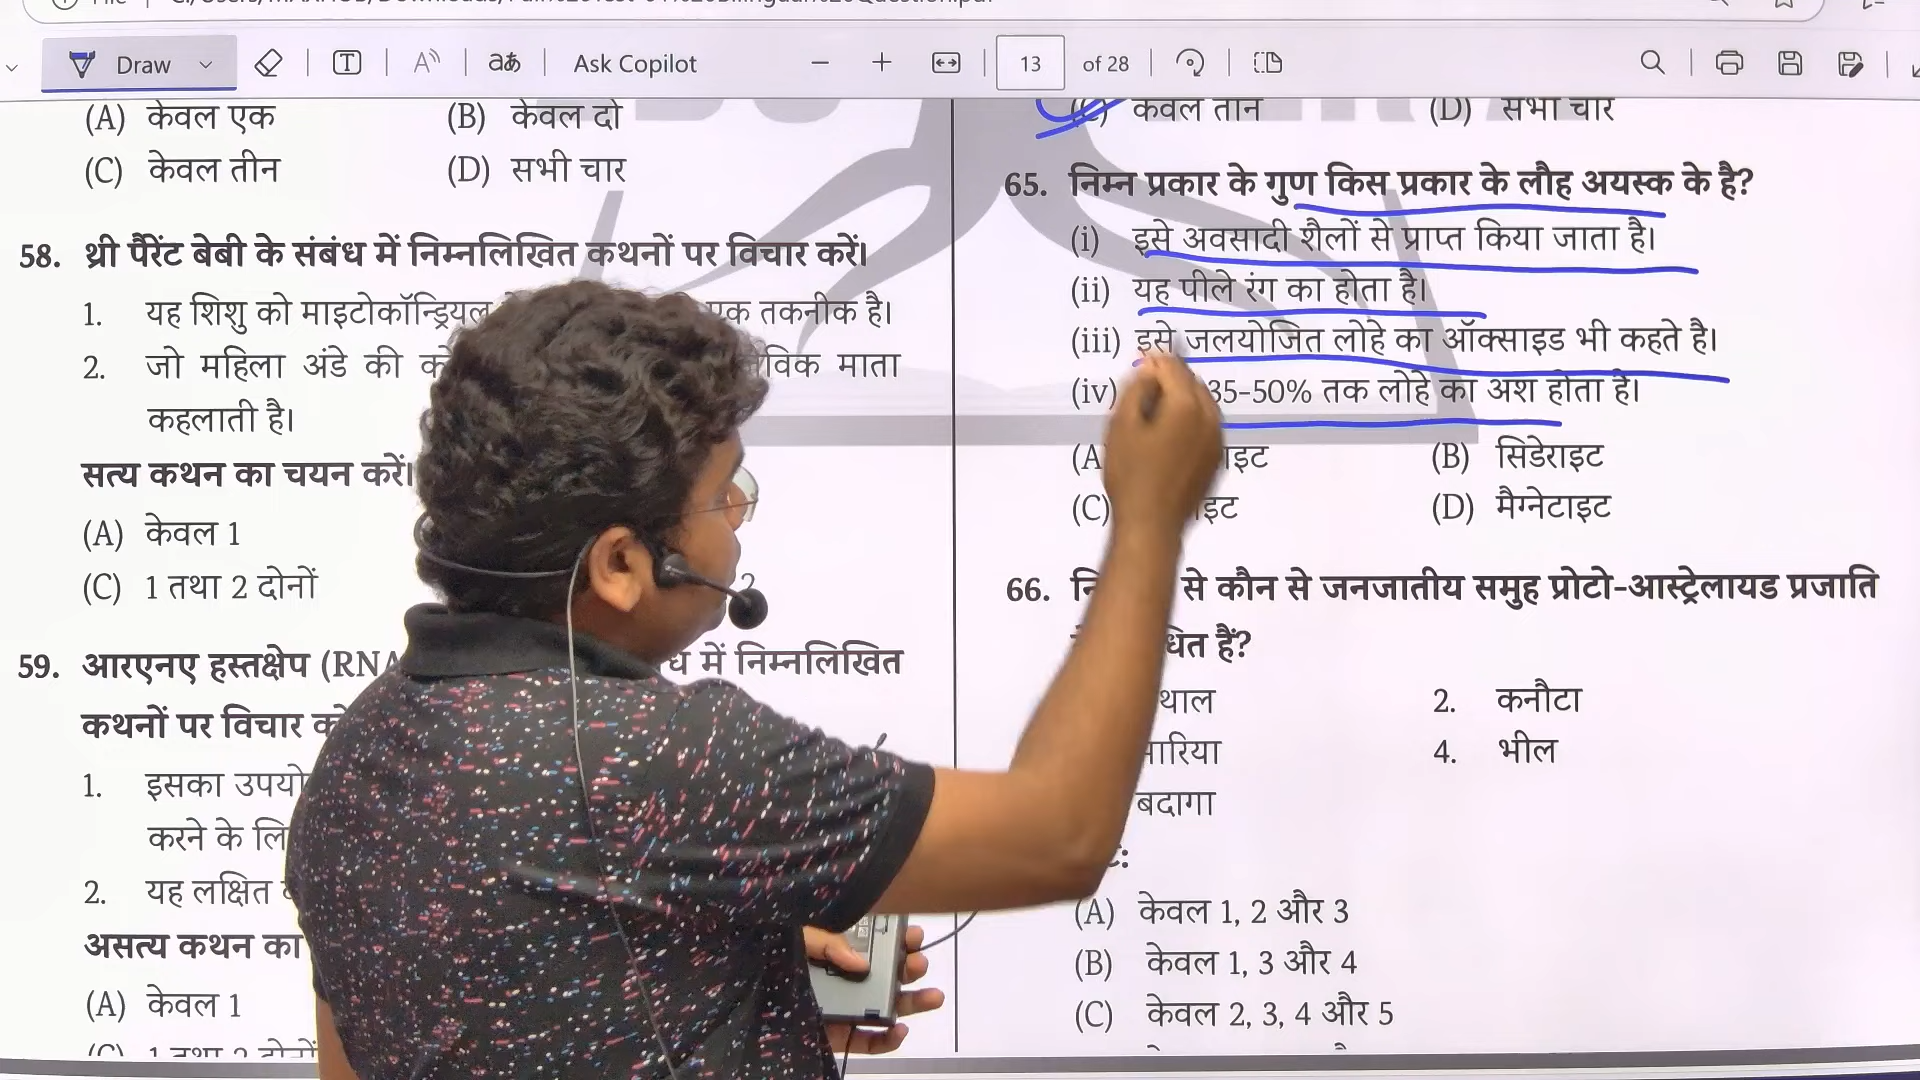 Draw
Ask Copilot
13 of 28
(A) केवल एक
(B) केवल दो
(C) केवल तीन
(D) सभी चार
58. थ्री पैरेंट बेबी के संबंध में निम्नलिखित कथनों पर विचार करें।
1. यह शिशु को माइटोकॉन्ड्रियल एक तकनीक है।
2. जो महिला अंडे की माता
कहलाती है।
सत्य कथन का चयन करें।
(A) केवल 1
(C) 1 तथा 2 दोनों
2
59. आरएनए हस्तक्षेप (RNA में निम्नलिखित
कथनों पर विचार
1. इसका
करने के
2. यह लक्षित
असत्य कथन का
(A) केवल 1
(C) 1 तथा 2 दोनों
(C) केवल तीन
(D) सभी चार
65. निम्न प्रकार के गुण किस प्रकार के लौह अयस्क के है?
(i) इसे अवसादी शैलों से प्राप्त किया जाता है।
(ii) यह पीले रंग का होता है।
(iii) इसे जलयोजित लोहे का ऑक्साइड भी कहते है।
(iv) 35-50% तक लोहे का अंश होता है।
(A)
(B) सिडेराइट
(C)
(D) मैग्नेटाइट
66. से कौन से जनजातीय समुह प्रोटो-आस्ट्रेलायड प्रजाति
हैं?
2. कनौटा
4. भील
बदागा
(A) केवल 1, 2 और 3
(B) केवल 1, 3 और 4
(C) केवल 2, 3, 4 और 5